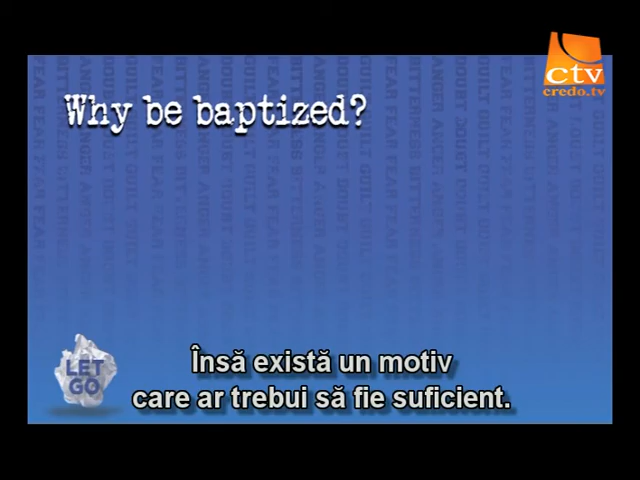 ctv
credo.tv
Why be baptized?
LET
GO
Însă există un motiv
care ar trebui să fie suficient.